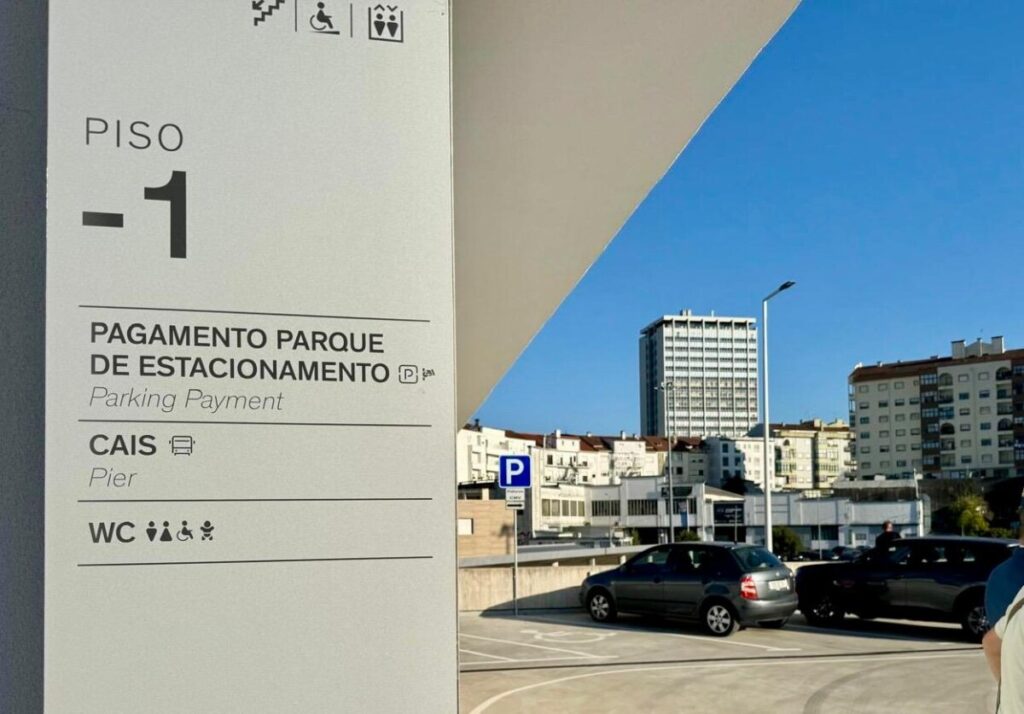 PISO
-1
PAGAMENTO PARQUE
DE ESTACIONAMENTO P
Parking Payment
CAIS
Pier
WC
P